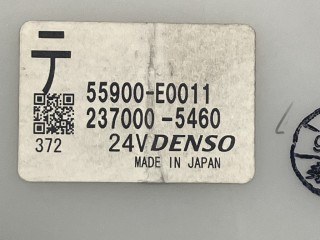 テ
55900-E0011
237000-5460
372
24V DENSO
MADE IN JAPAN